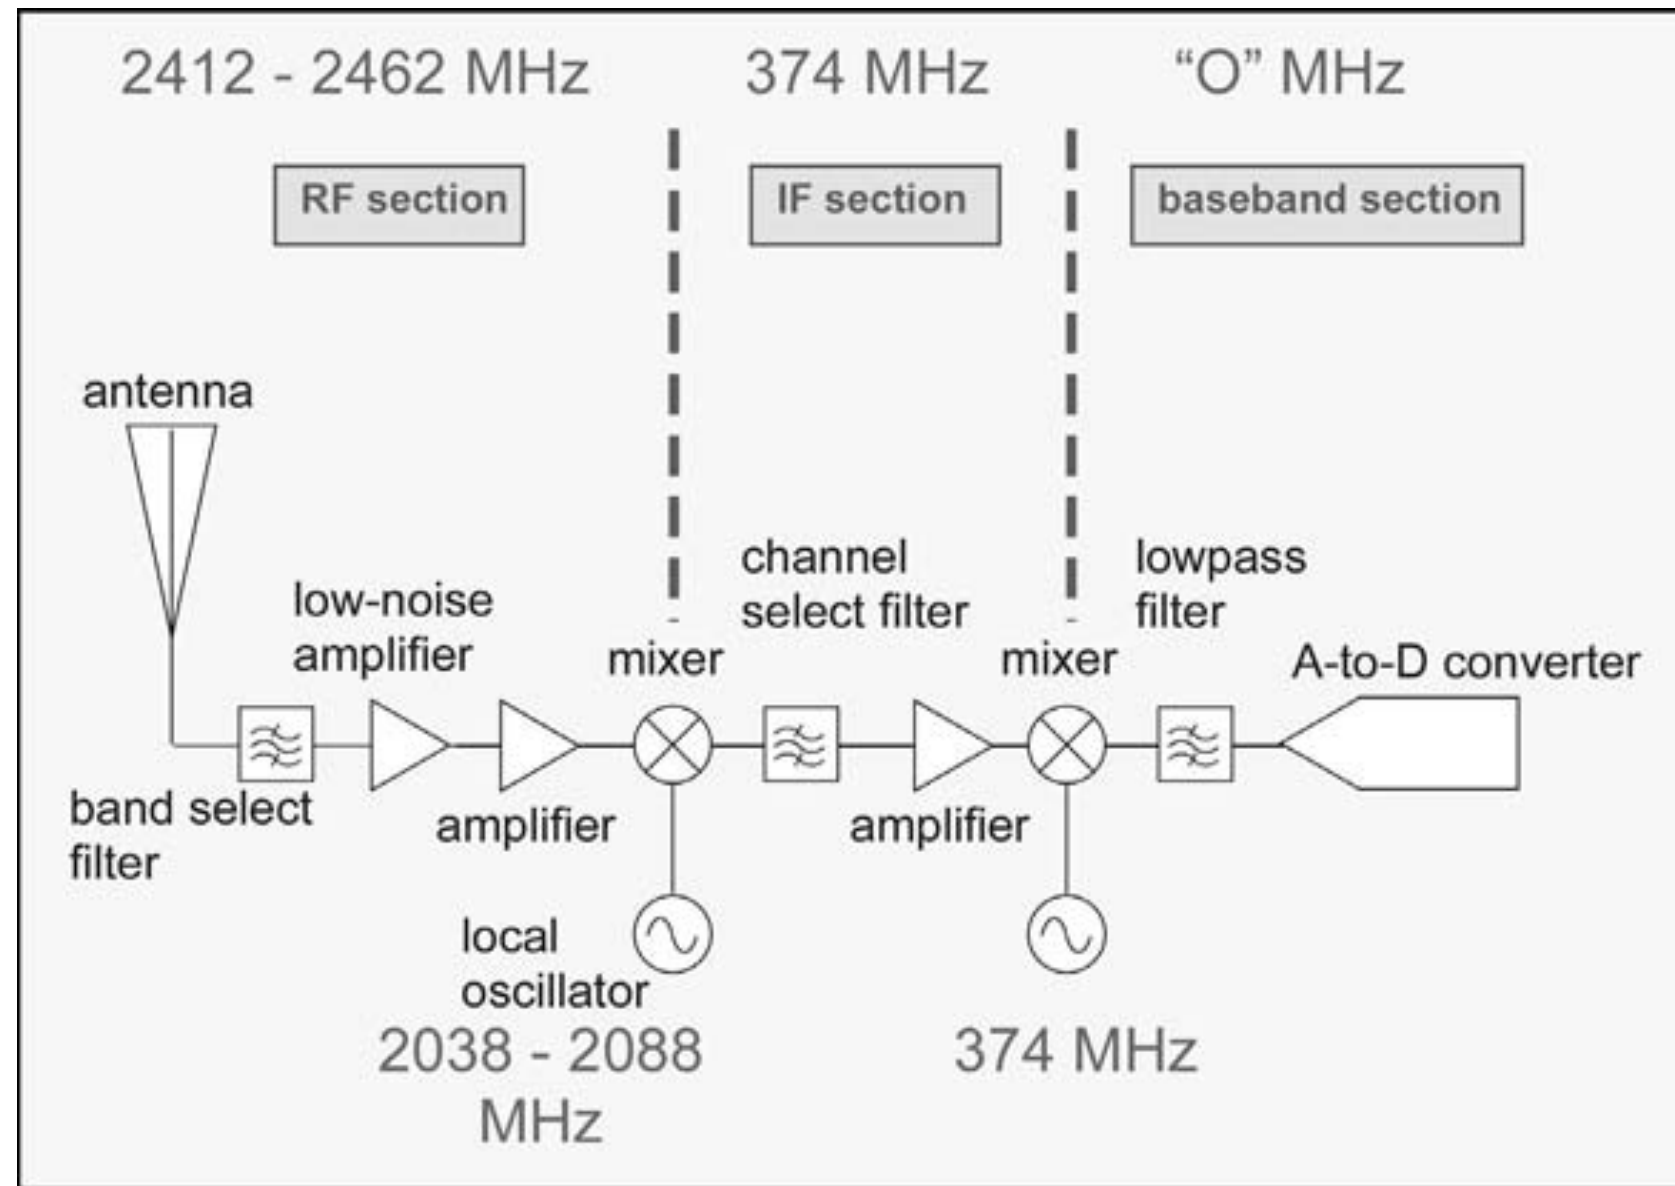 2412 - 2462 MHz
374 MHz
“O” MHz
RF section
IF section
baseband section
antenna
low-noise
amplifier
mixer
channel
select filter
mixer
lowpass
filter
A-to-D converter
band select
filter
amplifier
amplifier
local
oscillator
2038 - 2088
MHz
374 MHz